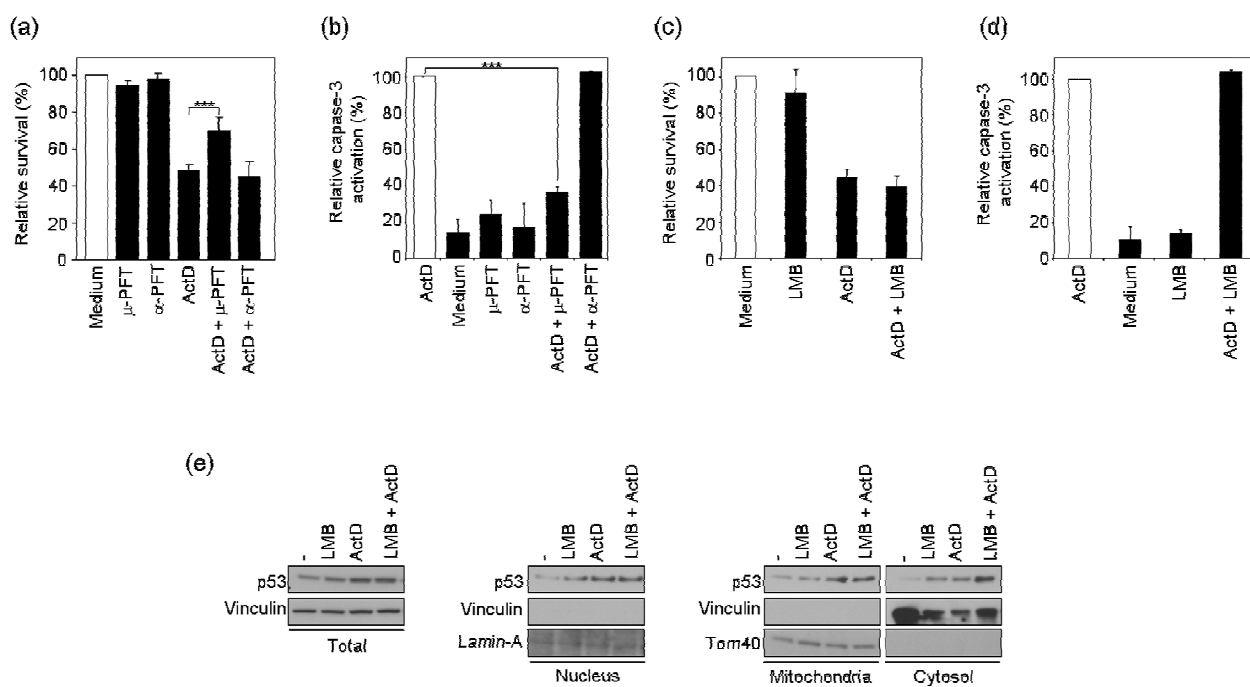 (a)
Relative survival (%)
100
80
60
40
20
0
***
Medium
μ-PFT
α-PFT
ActD
ActD + μ-PFT
ActD + α-PFT
(b)
Relative capase-3
activation (%)
100
80
60
40
20
0
***
ActD
Medium
μ-PFT
α-PFT
ActD + μ-PFT
ActD + α-PFT
(c)
Relative survival (%)
100
80
60
40
20
0
Medium
LMB
ActD
ActD + LMB
(d)
Relative capase-3
activation (%)
100
80
60
40
20
0
ActD
Medium
LMB
ActD + LMB
(e)
- LMB ActD LMB + ActD
p53
Vinculin
Total
- LMB ActD LMB + ActD
p53
Vinculin
Lamin-A
Nucleus
- LMB ActD LMB + ActD
- LMB ActD LMB + ActD
p53
Vinculin
Tom40
Mitochondria Cytosol